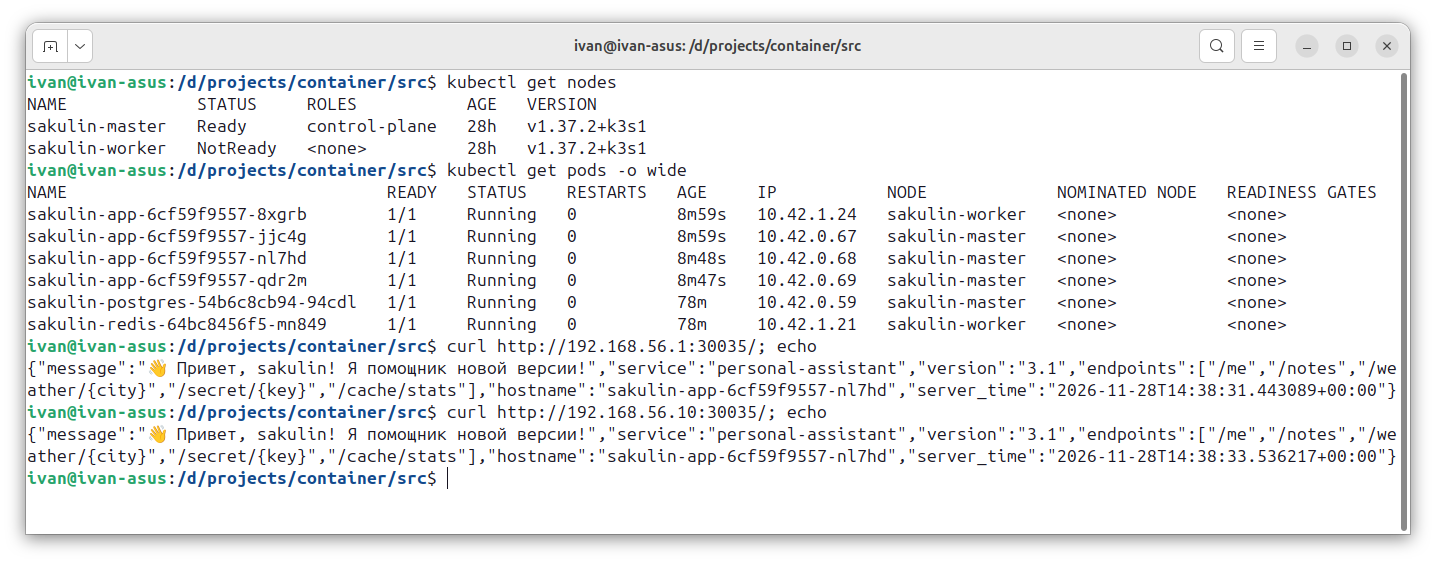 ivan@ivan-asus: /d/projects/container/src
ivan@ivan-asus:/d/projects/container/src$ kubectl get nodes
NAME             STATUS     ROLES           AGE   VERSION
sakulin-master   Ready      control-plane   28h   v1.37.2+k3s1
sakulin-worker   NotReady   <none>          28h   v1.37.2+k3s1
ivan@ivan-asus:/d/projects/container/src$ kubectl get pods -o wide
NAME                                READY   STATUS    RESTARTS   AGE     IP           NODE             NOMINATED NODE   READINESS GATES
sakulin-app-6cf59f9557-8xgrb        1/1     Running   0          8m59s   10.42.1.24   sakulin-worker   <none>           <none>
sakulin-app-6cf59f9557-jjc4g        1/1     Running   0          8m59s   10.42.0.67   sakulin-master   <none>           <none>
sakulin-app-6cf59f9557-nl7hd        1/1     Running   0          8m48s   10.42.0.68   sakulin-master   <none>           <none>
sakulin-app-6cf59f9557-qdr2m        1/1     Running   0          8m47s   10.42.0.69   sakulin-master   <none>           <none>
sakulin-postgres-54b6c8cb94-94cdl   1/1     Running   0          78m     10.42.0.59   sakulin-master   <none>           <none>
sakulin-redis-64bc8456f5-mn849      1/1     Running   0          78m     10.42.1.21   sakulin-worker   <none>           <none>
ivan@ivan-asus:/d/projects/container/src$ curl http://192.168.56.1:30035/; echo
{"message":"👋 Привет, sakulin! Я помощник новой версии!","service":"personal-assistant","version":"3.1","endpoints":["/me","/notes","/we
ather/{city}","/secret/{key}","/cache/stats"],"hostname":"sakulin-app-6cf59f9557-nl7hd","server_time":"2026-11-28T14:38:31.443089+00:00"}
ivan@ivan-asus:/d/projects/container/src$ curl http://192.168.56.10:30035/; echo
{"message":"👋 Привет, sakulin! Я помощник новой версии!","service":"personal-assistant","version":"3.1","endpoints":["/me","/notes","/we
ather/{city}","/secret/{key}","/cache/stats"],"hostname":"sakulin-app-6cf59f9557-nl7hd","server_time":"2026-11-28T14:38:33.536217+00:00"}
ivan@ivan-asus:/d/projects/container/src$